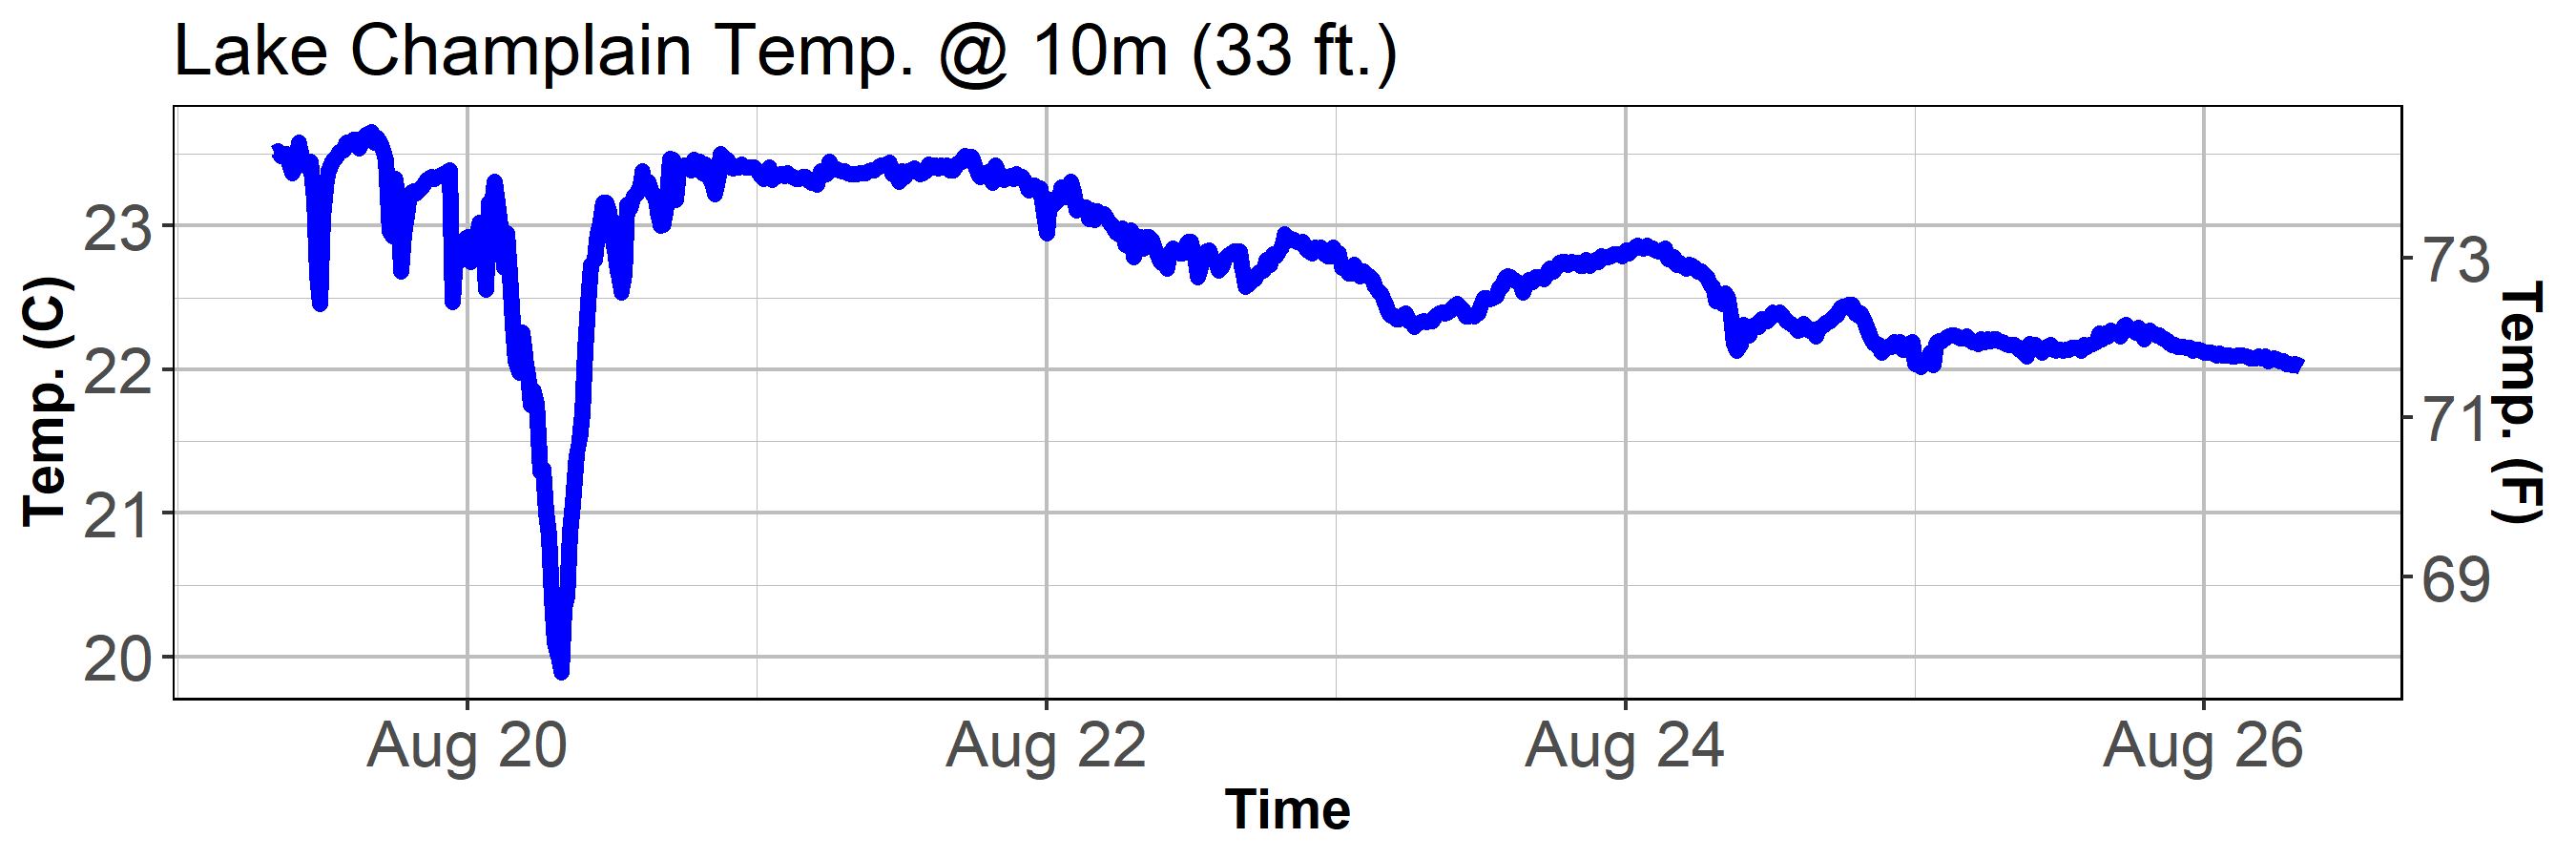 Lake Champlain Temp. @ 10m (33 ft.)
Temp. (C)
23
22
21
20
73
71
69
Temp. (F)
Aug 20
Aug 22
Aug 24
Aug 26
Time